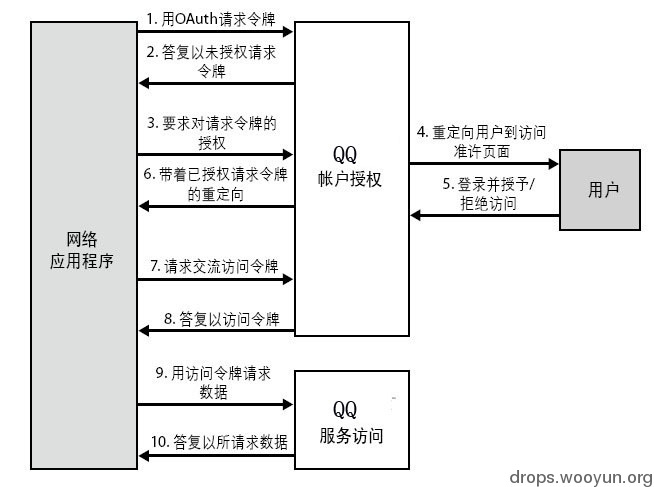 1. 用OAuth请求令牌
2. 答复以未授权请求
令牌
3. 要求对请求令牌的
授权
QQ
帐户授权
4. 重定向用户到访问
准许页面
5. 登录并授予/
拒绝访问
用户
6. 带着已授权请求令牌
的重定向
网络
应用程序
7. 请求交流访问令牌
8. 答复以访问令牌
9. 用访问令牌请求
数据
QQ
服务访问
10. 答复以所请求数据
drops.wooyun.org